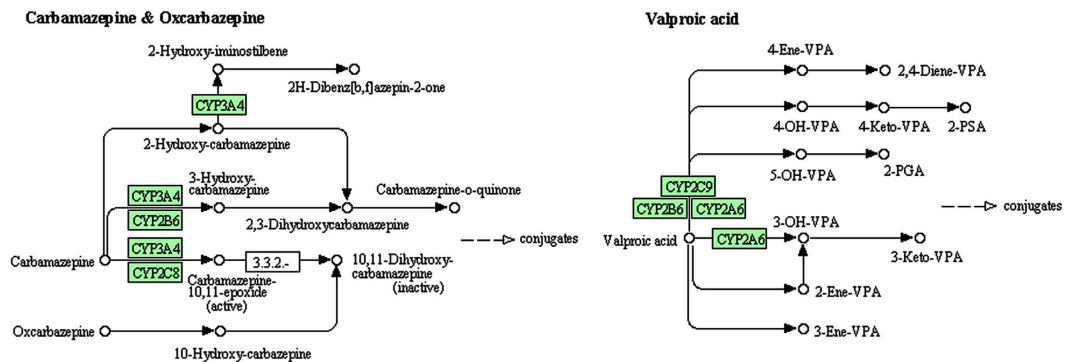 Carbamazepine & Oxcarbazepine
2-Hydroxy-iminostilbene
2H-Dibenz[b,f]azepin-2-one
CYP3A4
2-Hydroxy-carbamazepine
3-Hydroxy-
carbamazepine
CYP3A4
CYP2B6
Carbamazepine-o-quinone
2,3-Dihydroxycarbamazepine
conjugates
CYP3A4
Carbamazepine
CYP2C8
3.3.2.-
Carbamazepine-
10,11-epoxide
(active)
10,11-Dihydroxy-
carbamazepine
(inactive)
Oxcarbazepine
10-Hydroxy-carbazepine
Valproic acid
4-Ene-VPA
2,4-Diene-VPA
4-OH-VPA
4-Keto-VPA
2-PSA
5-OH-VPA
2-PGA
CYP2C9
CYP2B6
CYP2A6
conjugates
3-OH-VPA
Valproic acid
CYP2A6
3-Keto-VPA
2-Ene-VPA
3-Ene-VPA